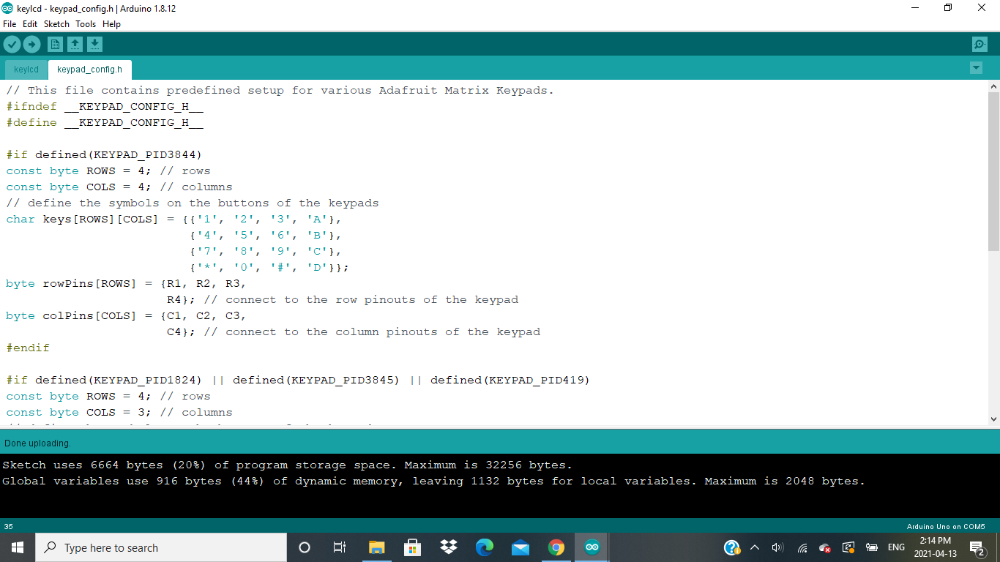 keylcd - keypad_config.h | Arduino 1.8.12
File Edit Sketch Tools Help
keylcd keypad_config.h
// This file contains predefined setup for various Adafruit Matrix Keypads.
#ifndef __KEYPAD_CONFIG_H__
#define __KEYPAD_CONFIG_H__
#if defined(KEYPAD_PID3844)
const byte ROWS = 4; // rows
const byte COLS = 4; // columns
// define the symbols on the buttons of the keypads
char keys[ROWS][COLS] = {{'1', '2', '3', 'A'},
{'4', '5', '6', 'B'},
{'7', '8', '9', 'C'},
{'*', '0', '#', 'D'}};
byte rowPins[ROWS] = {R1, R2, R3,
R4}; // connect to the row pinouts of the keypad
byte colPins[COLS] = {C1, C2, C3,
C4}; // connect to the column pinouts of the keypad
#endif
#if defined(KEYPAD_PID1824) || defined(KEYPAD_PID3845) || defined(KEYPAD_PID419)
const byte ROWS = 4; // rows
const byte COLS = 3; // columns
Done uploading.
Sketch uses 6664 bytes (20%) of program storage space. Maximum is 32256 bytes.
Global variables use 916 bytes (44%) of dynamic memory, leaving 1132 bytes for local variables. Maximum is 2048 bytes.
35 Arduino Uno on COM5
Type here to search
ENG
2:14 PM
2021-04-13
2